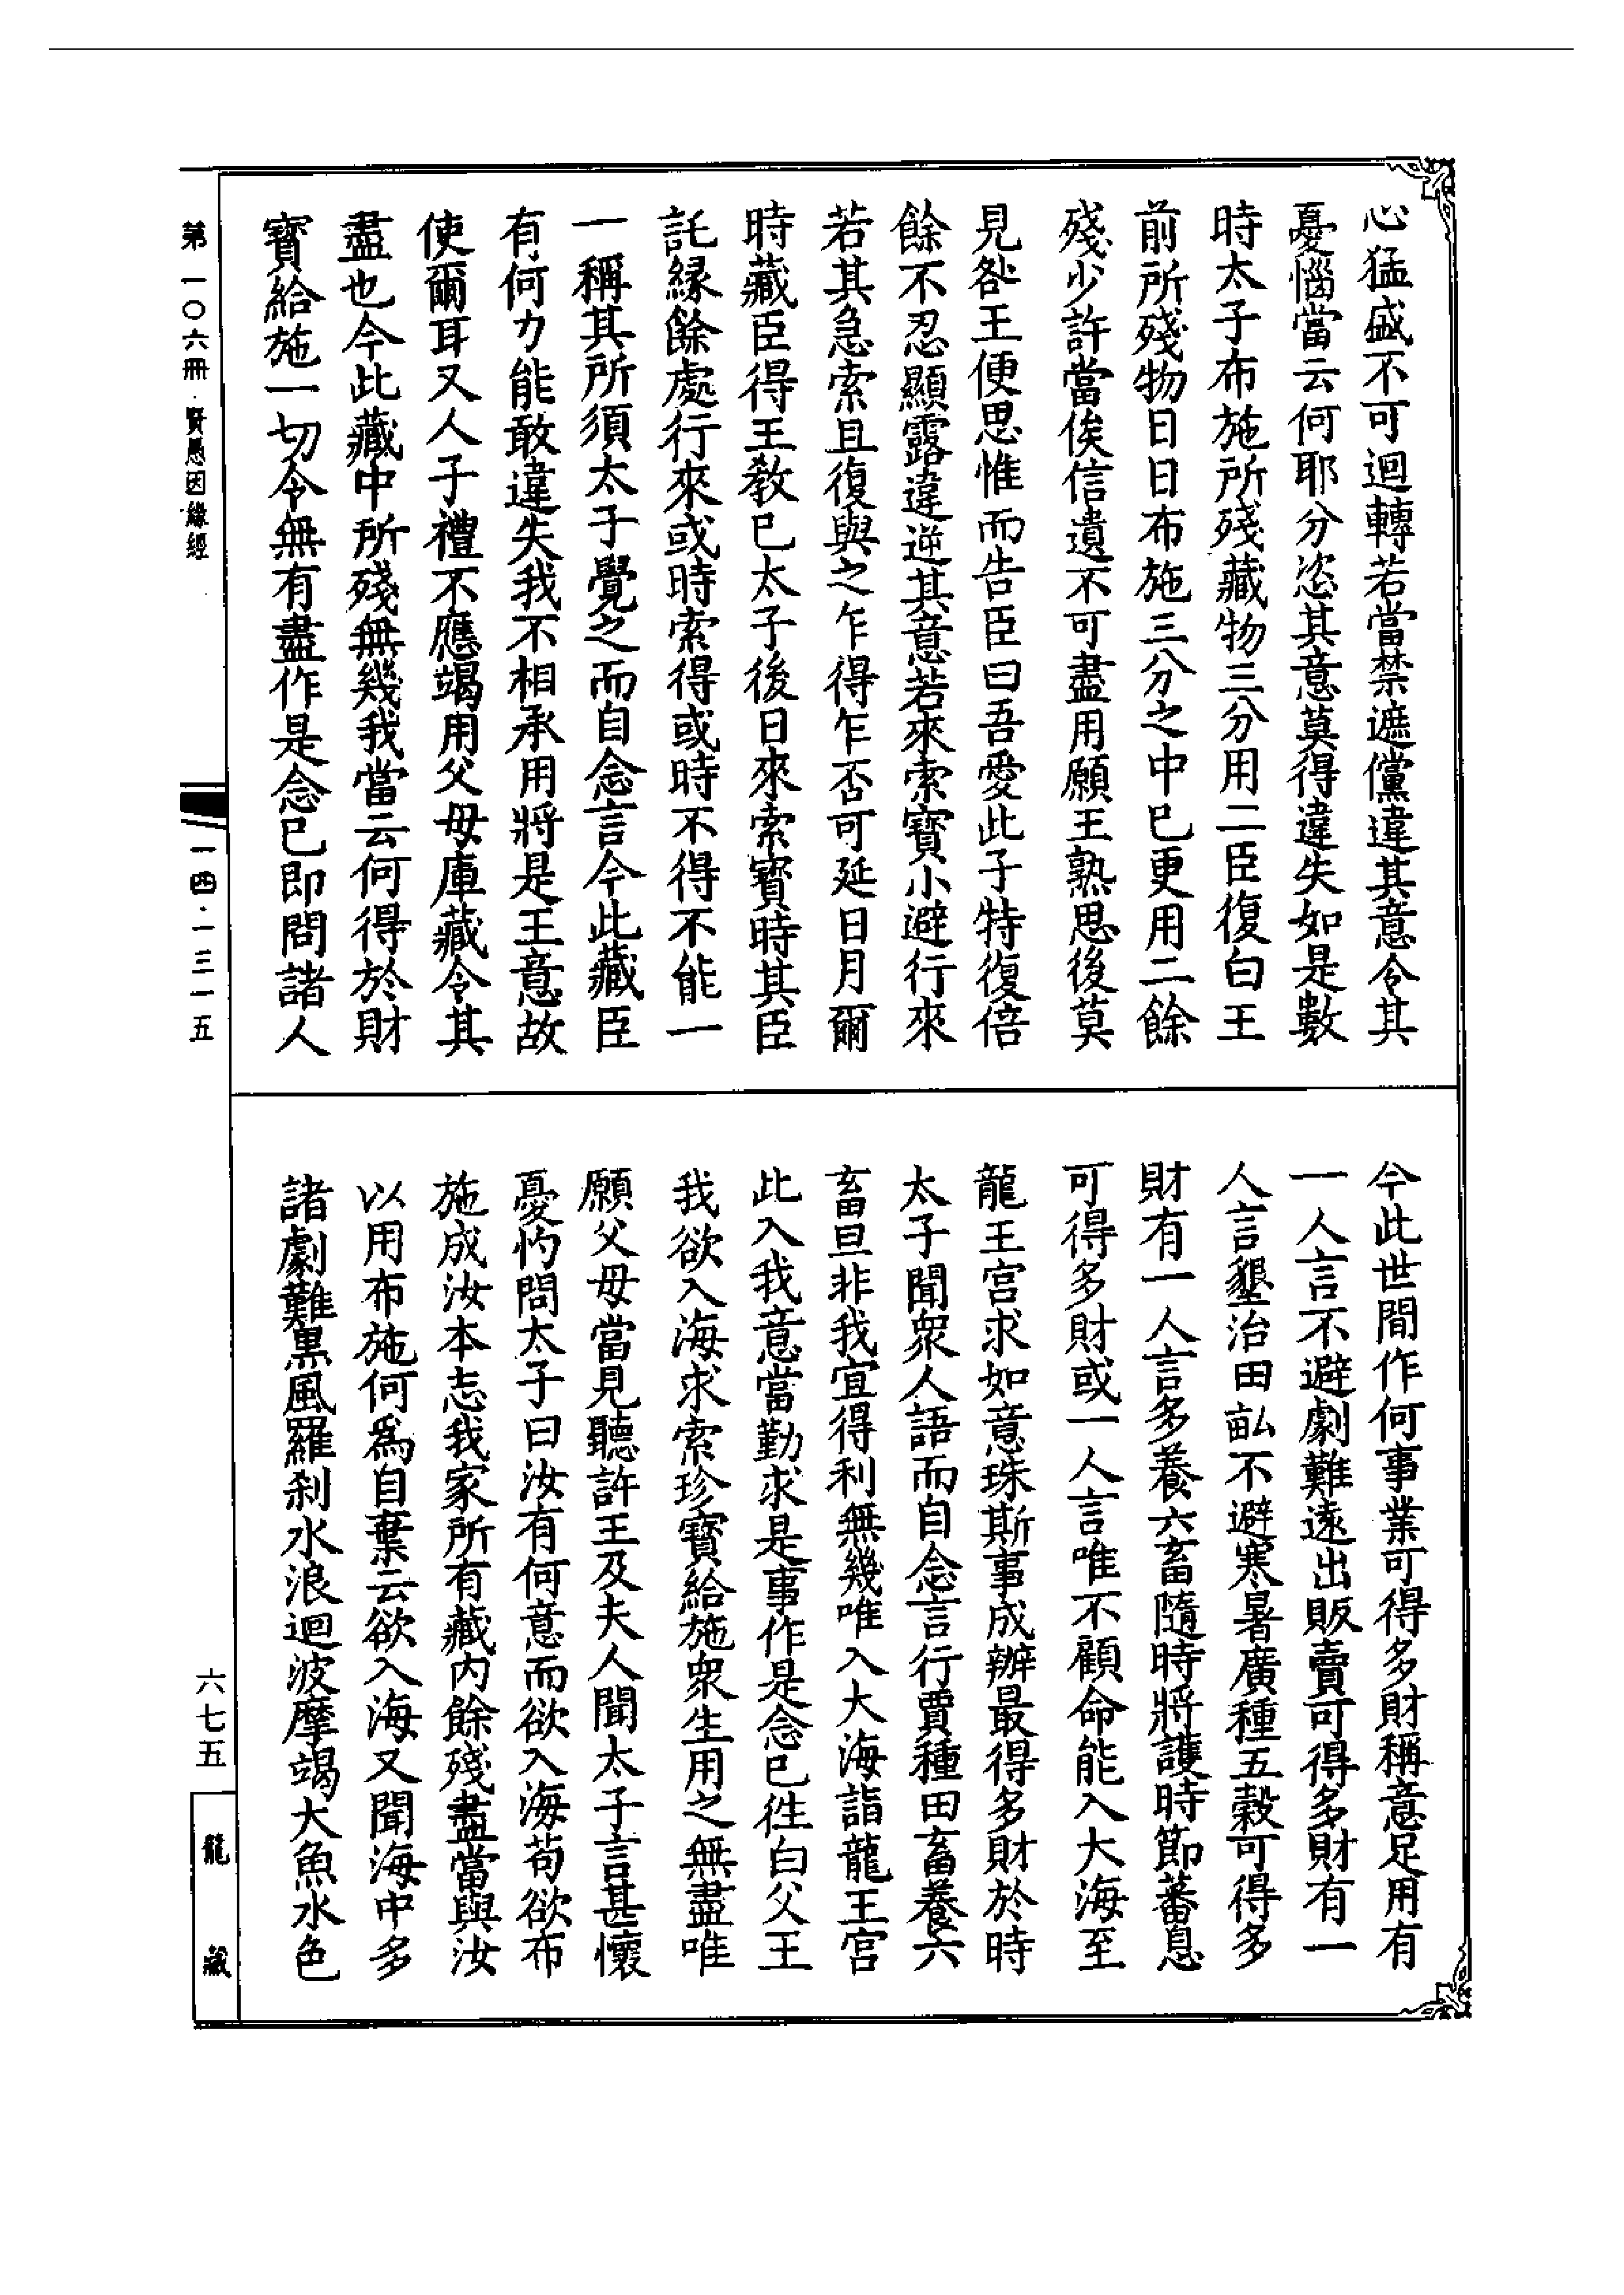 心猛盛不可迴轉若當禁遮儻違其意令其
憂惱當云何耶分恣其意莫得違失如是數
時太子布施所殘藏物三分用二臣復白王
前所殘物日日布施三分之中已更用二餘
殘少許當俟信遺不可盡用願王熟思後莫
見咎王便思惟而告臣曰吾愛此子特復倍
餘不忍顯露違逆其意若來索寶小避行來
若其急索且復與之乍得乍否可延日月爾
時藏臣得王教已太子後日來索寶時其臣
託緣餘處行來或時索得或時不得不能一
一稱其所須太子覺之而自念言今此藏臣
有何力能敢違失我不相承用將是王意故
使爾耳又人子禮不應竭用父母庫藏令其
盡也今此藏中所殘無幾我當云何得於財
寶給施一切令無有盡作是念已即問諸人
今此世間作何事業可得多財稱意足用有
一人言不避劇難遠出販賣可得多財有一
人言墾治田畝不避寒暑廣種五穀可得多
財有一人言多養六畜隨時將護時節蕃息
可得多財或一人言唯不顧命能入大海至
龍王宮求如意珠斯事成辦最得多財於時
太子聞衆人語而自念言行賈種田畜養六
畜旦非我宜得利無幾唯入大海詣龍王宮
此入我意當勤求是事作是念已徃白父王
我欲入海求索珍寶給施衆生用之無盡唯
願父母當見聽許王及夫人聞太子言甚懷
憂灼問太子曰汝有何意而欲入海苟欲布
施成汝本志我家所有藏內餘殘盡當與汝
以用布施何爲自棄云欲入海又聞海中多
諸劇難黑風羅刹水浪迴波摩竭大魚水色
第一〇六冊·賢愚因緣經
一四·一三一五
六七五
龍藏